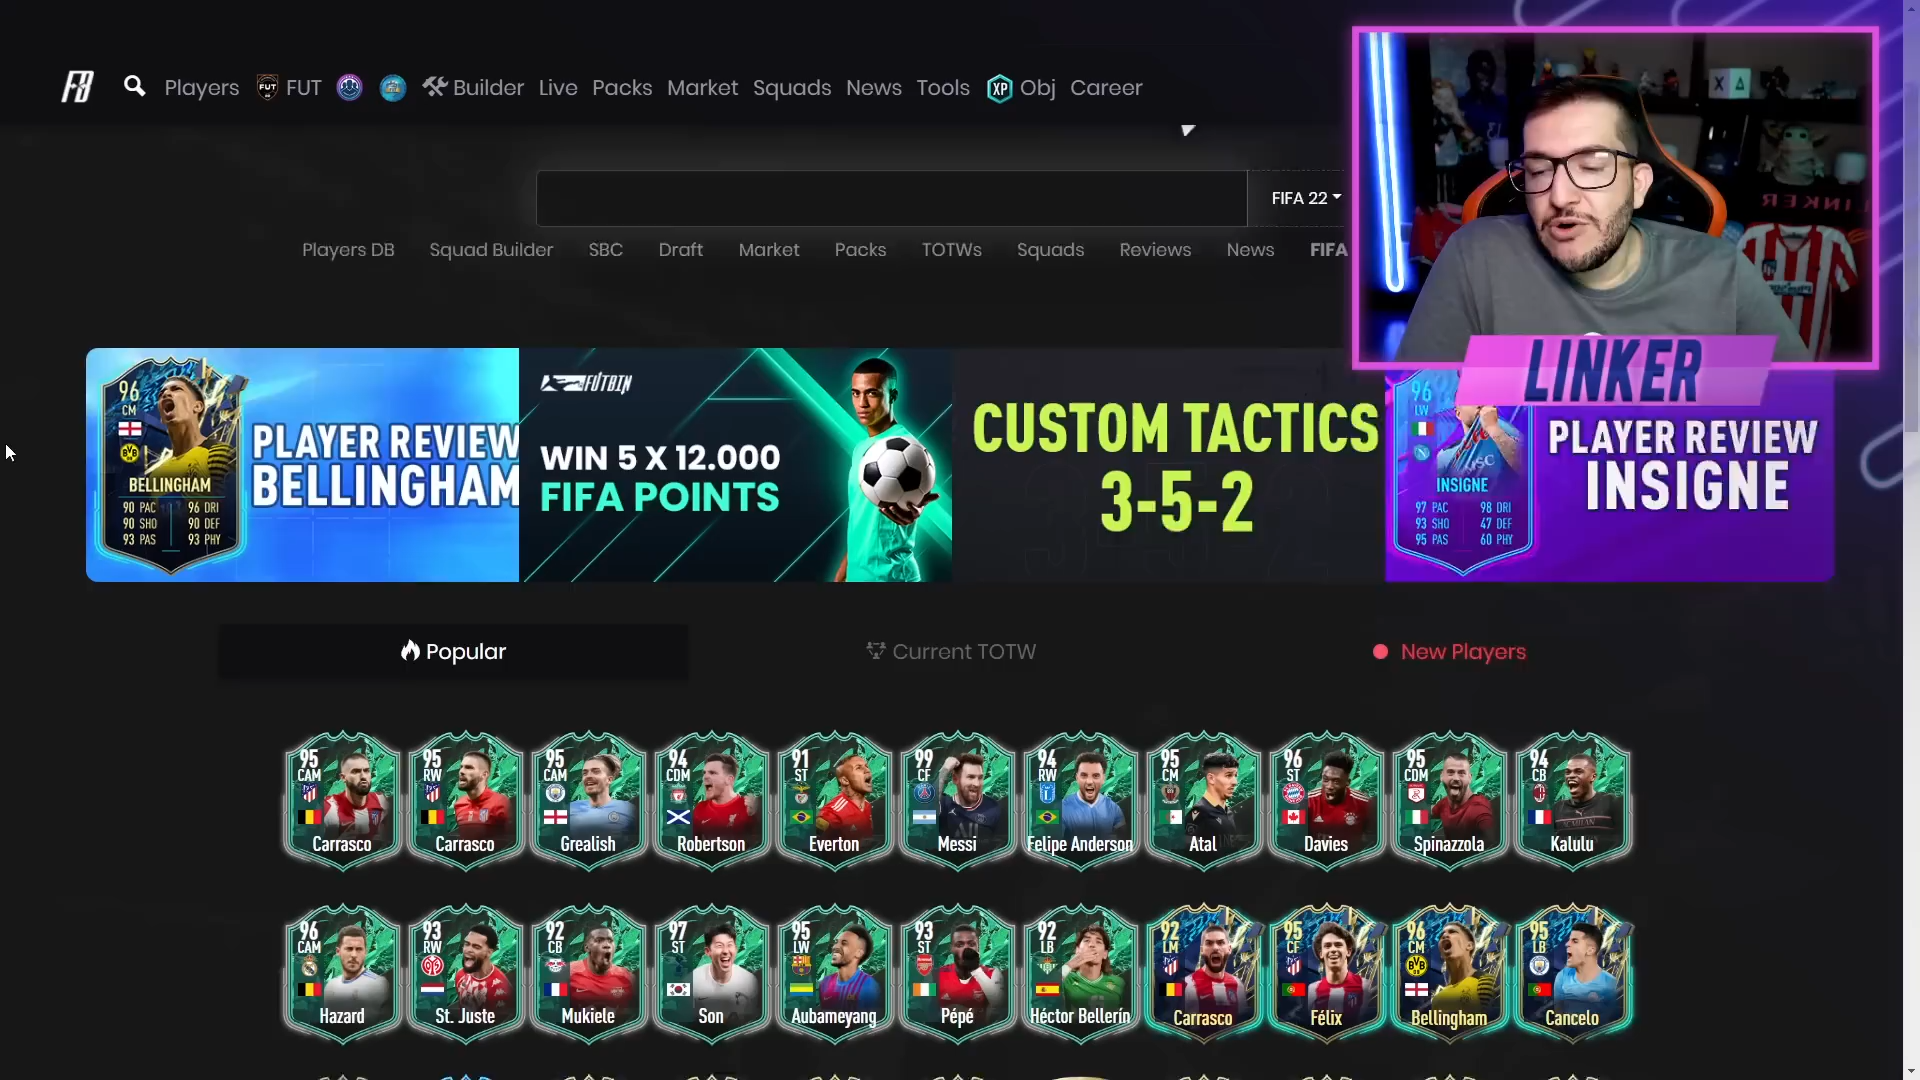 Players FUT Builder Live Packs Market Squads News Tools XP Obj Career
FIFA 22
Players DB Squad Builder SBC Draft Market Packs TOTWs Squads Reviews News FIFA
LINKER
96
CM
BELLINGHAM
90 PAC 96 DRI
90 SHO 90 DEF
93 PAS 93 PHY
PLAYER REVIEW
BELLINGHAM
FUTBIN
WIN 5 X 12.000
FIFA POINTS
CUSTOM TACTICS
3-5-2
96
LW
INSIGNE
97 PAC 98 DRI
93 SHO 47 DEF
95 PAS 60 PHY
PLAYER REVIEW
INSIGNE
Popular Current TOTW New Players
95 CAM Carrasco
95 RW Carrasco
95 CAM Grealish
94 CDM Robertson
91 ST Everton
99 CF Messi
94 RW Felipe Anderson
95 CM Atal
96 ST Davies
95 CDM Spinazzola
94 CB Kalulu
96 CAM Hazard
93 RW St. Juste
92 CB Mukiele
97 ST Son
95 LW Aubameyang
93 ST Pépé
92 LB Héctor Bellerín
92 LM Carrasco
95 CF Félix
96 CM Bellingham
95 LB Cancelo